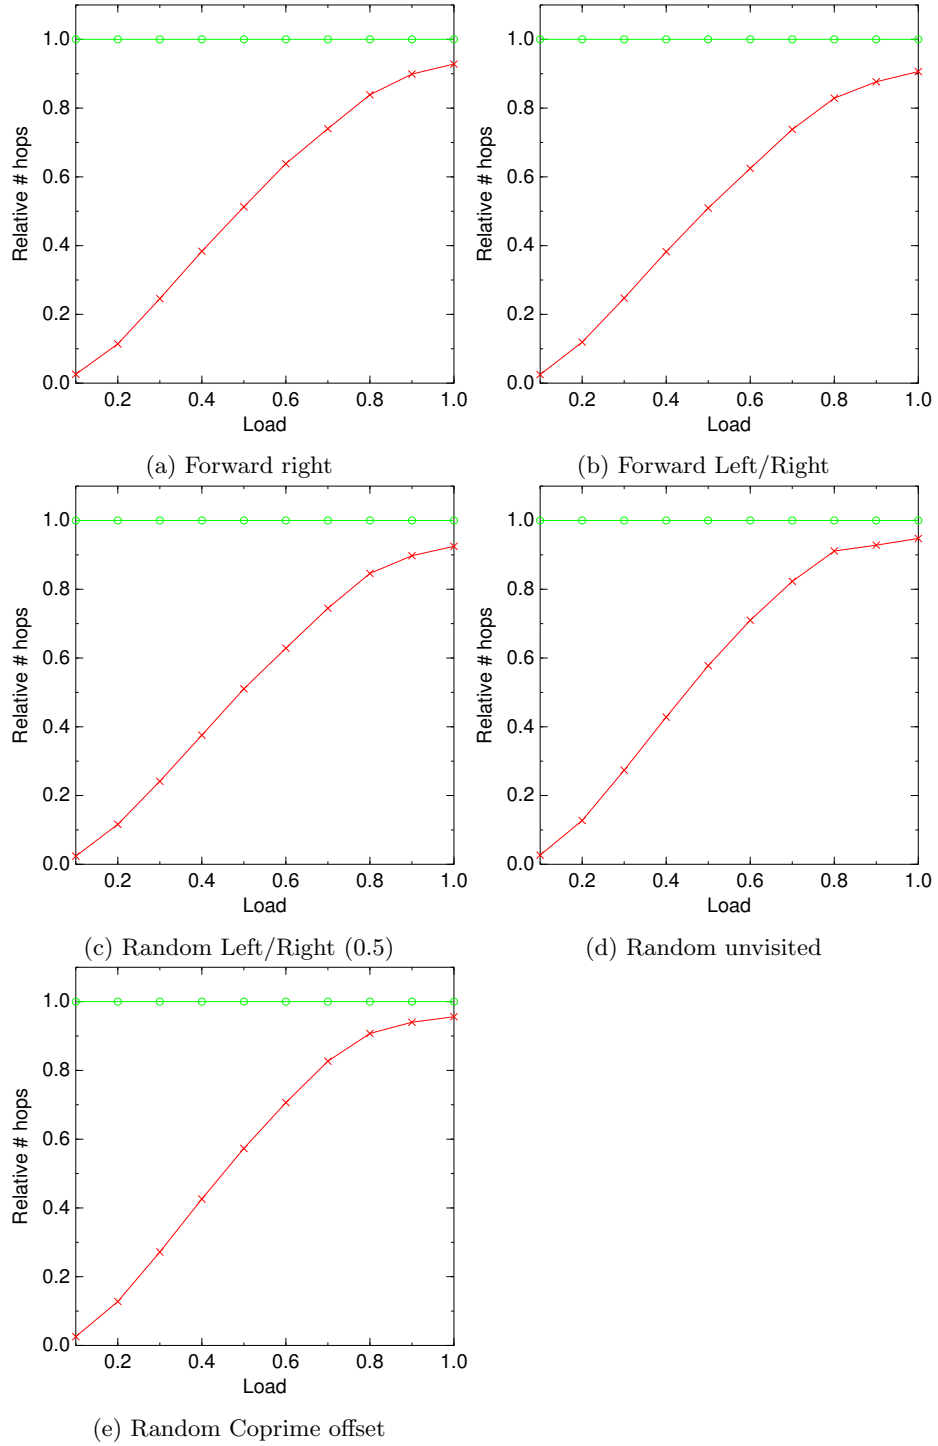 1.0
0.8
0.6
0.4
0.2
0.0
Relative # hops
0.2 0.4 0.6 0.8 1.0
Load
(a) Forward right
1.0
0.8
0.6
0.4
0.2
0.0
Relative # hops
0.2 0.4 0.6 0.8 1.0
Load
(b) Forward Left/Right
1.0
0.8
0.6
0.4
0.2
0.0
Relative # hops
0.2 0.4 0.6 0.8 1.0
Load
(c) Random Left/Right (0.5)
1.0
0.8
0.6
0.4
0.2
0.0
Relative # hops
0.2 0.4 0.6 0.8 1.0
Load
(d) Random unvisited
1.0
0.8
0.6
0.4
0.2
0.0
Relative # hops
0.2 0.4 0.6 0.8 1.0
Load
(e) Random Coprime offset